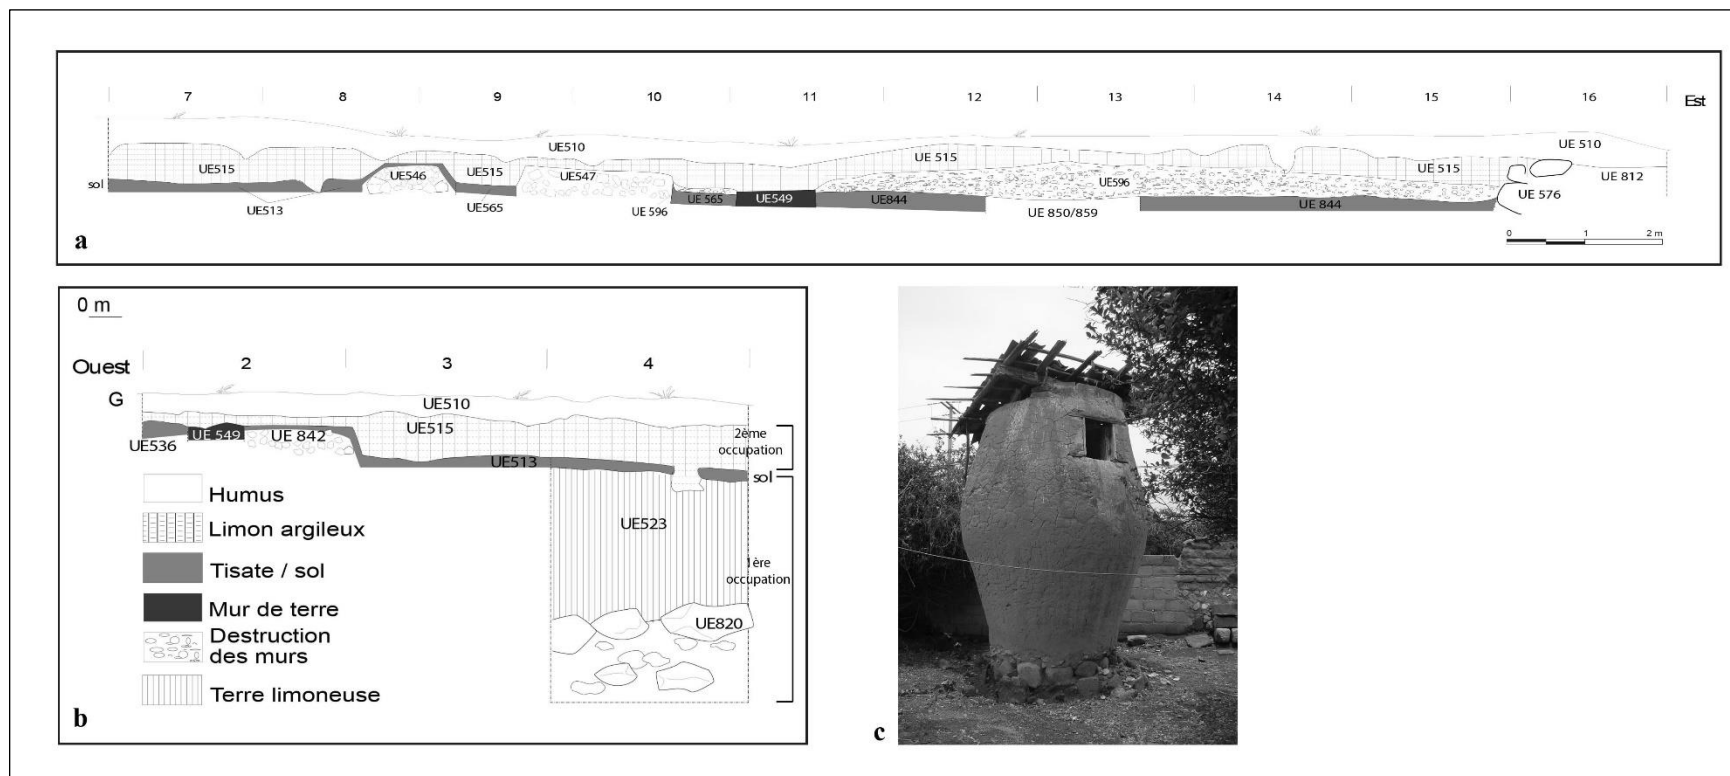 7 8 9 10 11 12 13 14 15 16 Est
UE510 UE 510
UE515 UE546 UE515 UE547 UE 515 UE596 UE 515 UE 812
sol
UE513 UE565 UE 596 UE 565 UE549 UE844 UE 850/859 UE 844 UE 576
a
0 1 2 m
0 m
Ouest 2 3 4
G
UE510
UE515
UE536 UE 549 UE 842
UE513
2ème
occupation
sol
UE523
1ère
occupation
UE820
Humus
Limon argileux
Tisate / sol
Mur de terre
Destruction
des murs
Terre limoneuse
b
c